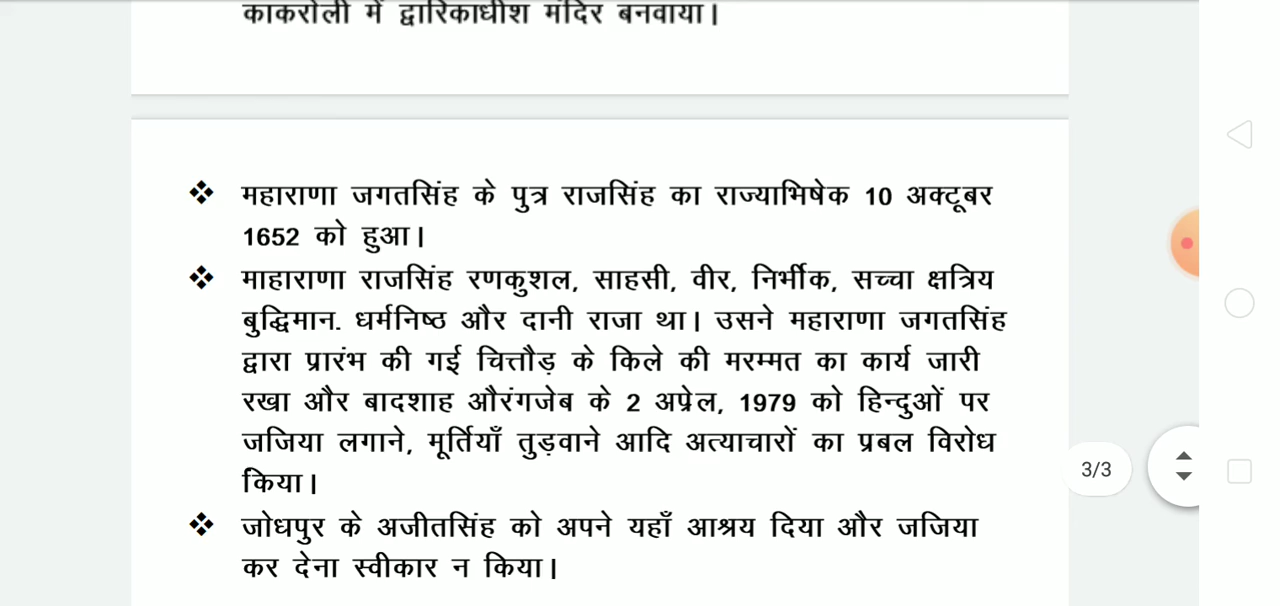 काकरोली में द्वारिकाधीश मंदिर बनवाया।
❖ महाराणा जगतसिंह के पुत्र राजसिंह का राज्याभिषेक 10 अक्टूबर
1652 को हुआ।
❖ माहाराणा राजसिंह रणकुशल, साहसी, वीर, निर्भीक, सच्चा क्षत्रिय
बुद्धिमान. धर्मनिष्ठ और दानी राजा था। उसने महाराणा जगतसिंह
द्वारा प्रारंभ की गई चित्तौड़ के किले की मरम्मत का कार्य जारी
रखा और बादशाह औरंगजेब के 2 अप्रेल, 1979 को हिन्दुओं पर
जजिया लगाने, मूर्तियाँ तुड़वाने आदि अत्याचारों का प्रबल विरोध
किया।
3/3
❖ जोधपुर के अजीतसिंह को अपने यहाँ आश्रय दिया और जजिया
कर देना स्वीकार न किया।